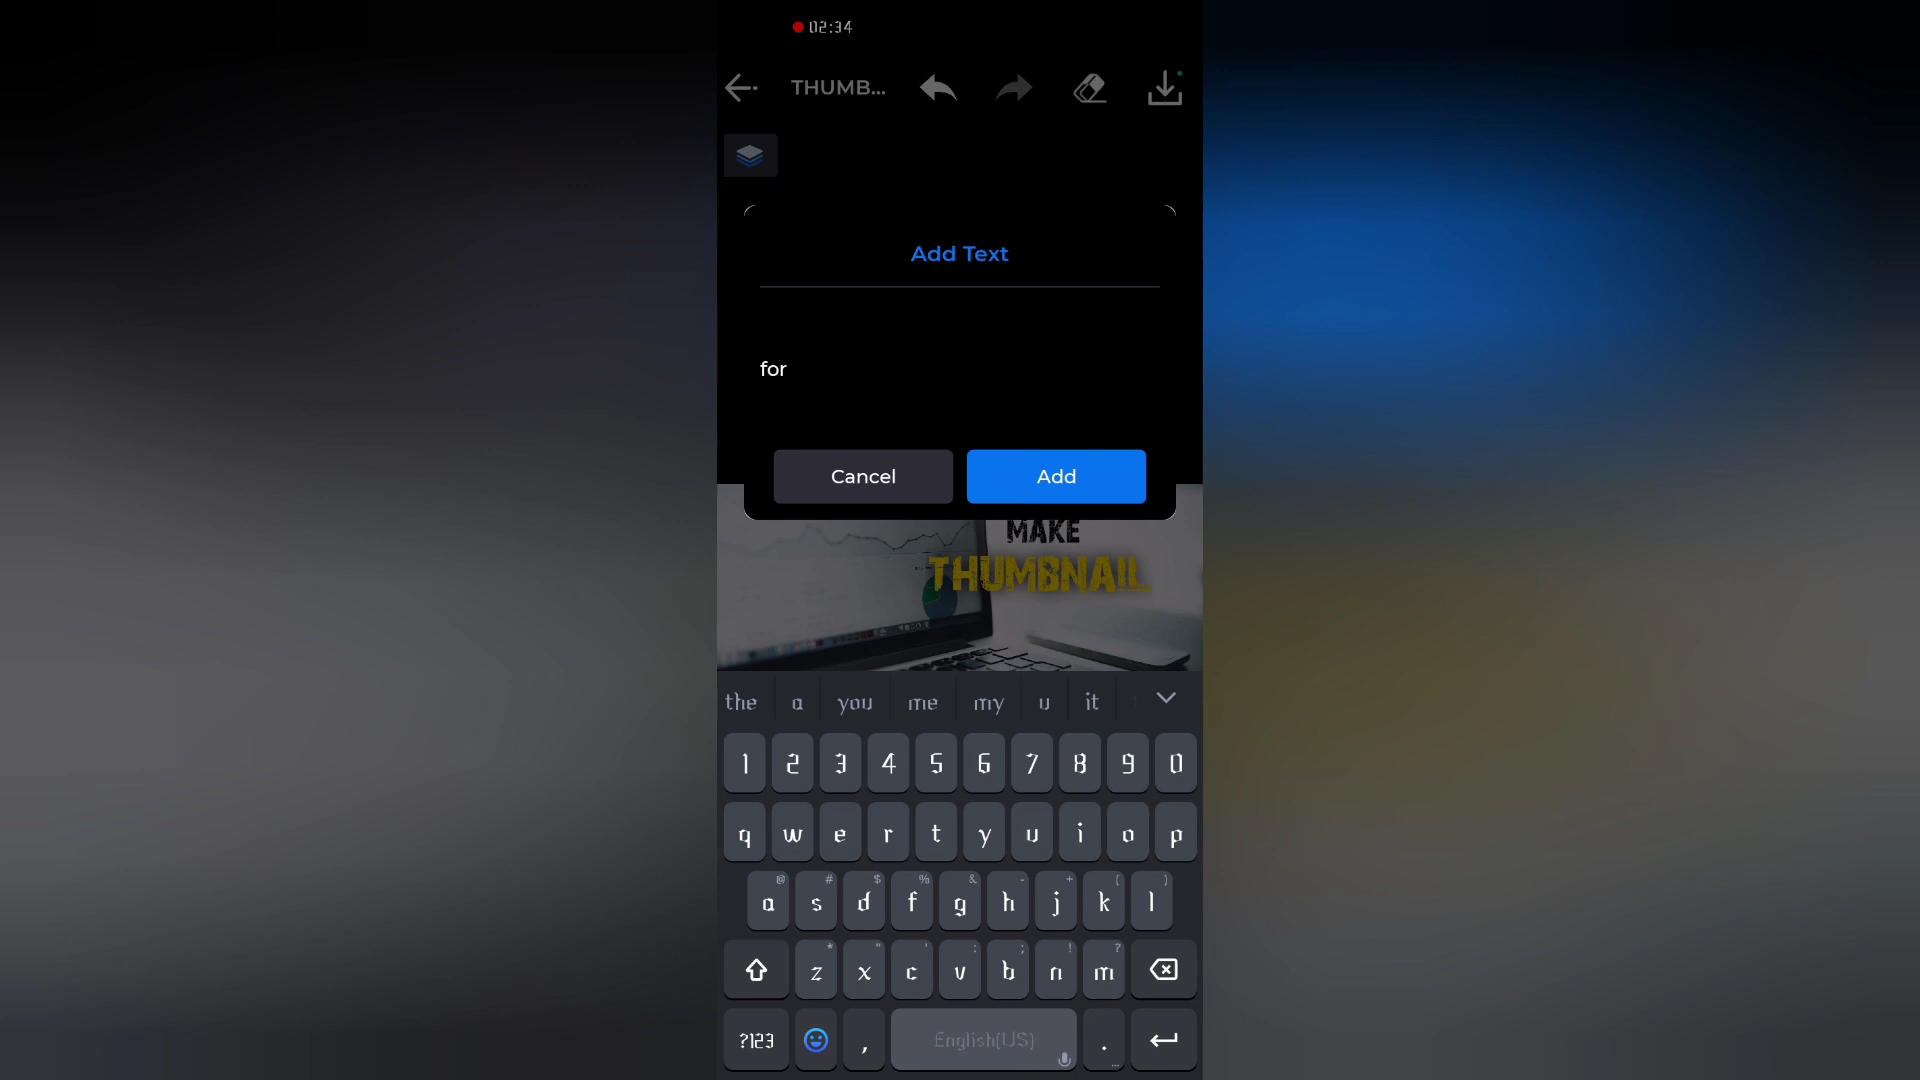 02:34
THUMB...
Add Text
for
Cancel
Add
MAKE
THUMBNAIL
the a you me my u it
1 2 3 4 5 6 7 8 9 0
q w e r t y u i o p
@ # $ % & - + ( )
a s d f g h j k l
* " ' : ; ! ?
z x c v b n m
?123 , English(US) . ...